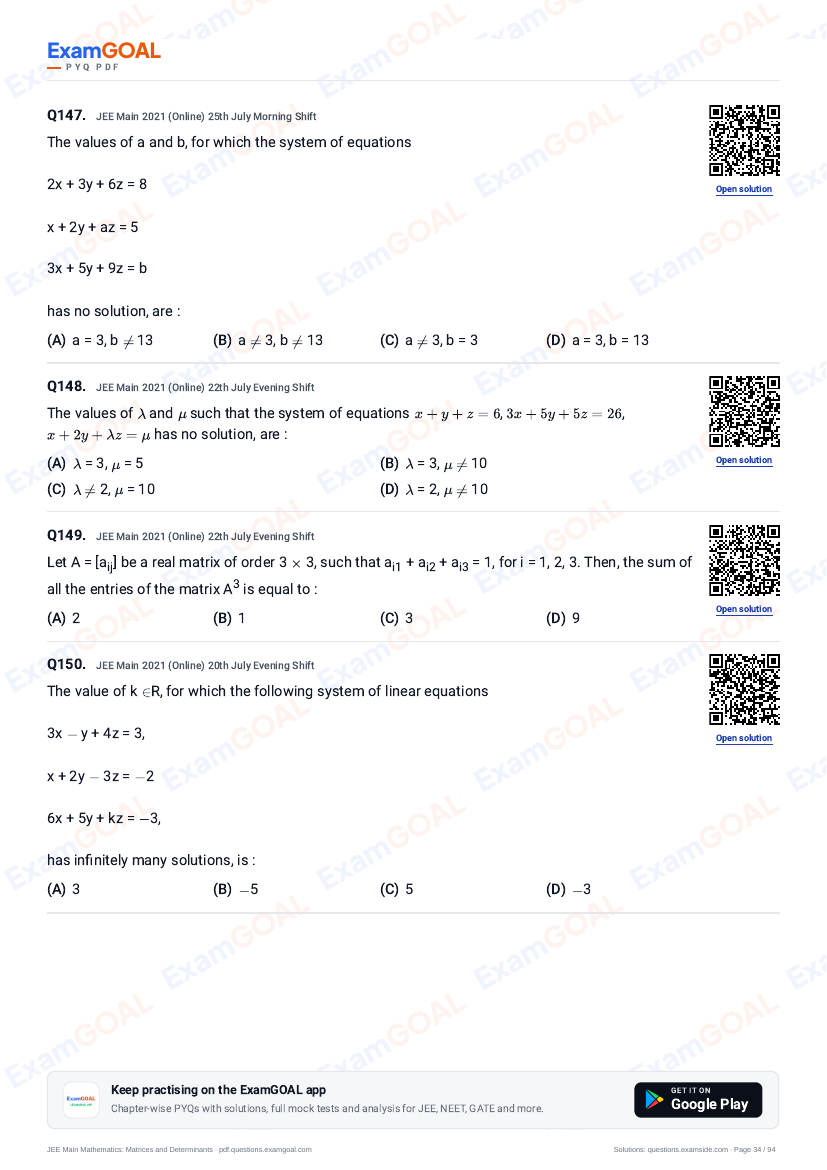 ExamGOAL
PYQ PDF
Q147. JEE Main 2021 (Online) 25th July Morning Shift
The values of a and b, for which the system of equations
2x + 3y + 6z = 8
x + 2y + az = 5
3x + 5y + 9z = b
has no solution, are :
(A) a = 3, b ≠ 13 (B) a ≠ 3, b ≠ 13 (C) a ≠ 3, b = 3 (D) a = 3, b = 13
Open solution
Q148. JEE Main 2021 (Online) 22th July Evening Shift
The values of λ and μ such that the system of equations x + y + z = 6, 3x + 5y + 5z = 26,
x + 2y + λz = μ has no solution, are :
(A) λ = 3, μ = 5 (B) λ = 3, μ ≠ 10
(C) λ ≠ 2, μ = 10 (D) λ = 2, μ ≠ 10
Open solution
Q149. JEE Main 2021 (Online) 22th July Evening Shift
Let A = [a_ij] be a real matrix of order 3 × 3, such that a_i1 + a_i2 + a_i3 = 1, for i = 1, 2, 3. Then, the sum of
all the entries of the matrix A³ is equal to :
(A) 2 (B) 1 (C) 3 (D) 9
Open solution
Q150. JEE Main 2021 (Online) 20th July Evening Shift
The value of k ∈R, for which the following system of linear equations
3x − y + 4z = 3,
x + 2y − 3z = −2
6x + 5y + kz = −3,
has infinitely many solutions, is :
(A) 3 (B) −5 (C) 5 (D) −3
Open solution
Keep practising on the ExamGOAL app
Chapter-wise PYQs with solutions, full mock tests and analysis for JEE, NEET, GATE and more.
GET IT ON
Google Play
JEE Main Mathematics: Matrices and Determinants · pdf.questions.examgoal.com
Solutions: questions.examside.com · Page 34 / 94